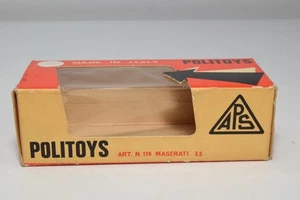 MADE IN ITALY
POLITOYS
APS
POLITOYS
ART. N. 119 MASERATI 3,5